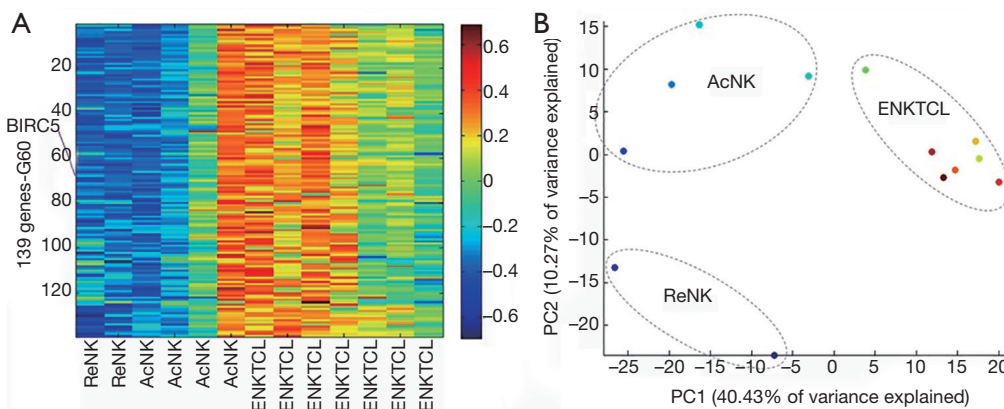 A
20
40
BIRC5
60
80
100
120
139 genes-G60
0.6
0.4
0.2
0
−0.2
−0.4
−0.6
ReNK
ReNK
AcNK
AcNK
AcNK
AcNK
ENKTCL
ENKTCL
ENKTCL
ENKTCL
ENKTCL
ENKTCL
ENKTCL
B
15
10
5
0
−5
−10
−15
−20
PC2 (10.27% of variance explained)
AcNK
ENKTCL
ReNK
−25 −20 −15 −10 −5 0 5 10 15 20
PC1 (40.43% of variance explained)